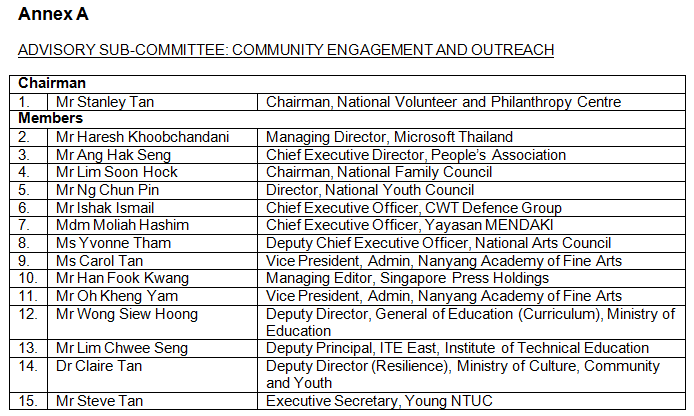 Annex A
ADVISORY SUB-COMMITTEE: COMMUNITY ENGAGEMENT AND OUTREACH
Chairman
1. Mr Stanley Tan Chairman, National Volunteer and Philanthropy Centre
Members
2. Mr Haresh Khoobchandani Managing Director, Microsoft Thailand
3. Mr Ang Hak Seng Chief Executive Director, People's Association
4. Mr Lim Soon Hock Chairman, National Family Council
5. Mr Ng Chun Pin Director, National Youth Council
6. Mr Ishak Ismail Chief Executive Officer, CWT Defence Group
7. Mdm Moliah Hashim Chief Executive Officer, Yayasan MENDAKI
8. Ms Yvonne Tham Deputy Chief Executive Officer, National Arts Council
9. Ms Carol Tan Vice President, Admin, Nanyang Academy of Fine Arts
10. Mr Han Fook Kwang Managing Editor, Singapore Press Holdings
11. Mr Oh Kheng Yam Vice President, Admin, Nanyang Academy of Fine Arts
12. Mr Wong Siew Hoong Deputy Director, General of Education (Curriculum), Ministry of
Education
13. Mr Lim Chwee Seng Deputy Principal, ITE East, Institute of Technical Education
14. Dr Claire Tan Deputy Director (Resilience), Ministry of Culture, Community
and Youth
15. Mr Steve Tan Executive Secretary, Young NTUC